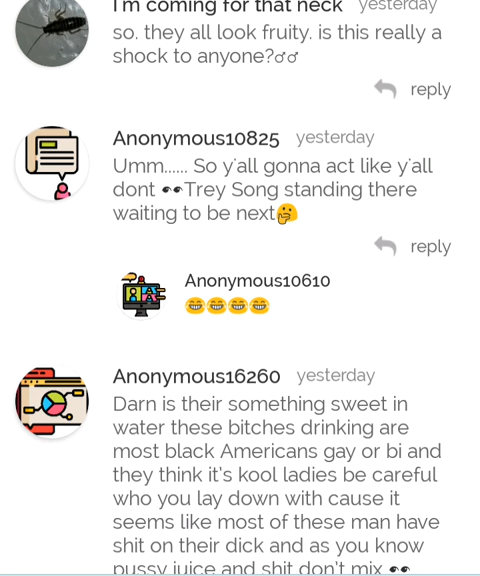 I'm coming for that neck yesterday
so. they all look fruity. is this really a
shock to anyone?♂♂
reply
Anonymous10825 yesterday
Umm...... So y'all gonna act like y'all
dont 👀Trey Song standing there
waiting to be next🤔
reply
Anonymous10610
😂😂😂😂
Anonymous16260 yesterday
Darn is their something sweet in
water these bitches drinking are
most black Americans gay or bi and
they think it's kool ladies be careful
who you lay down with cause it
seems like most of these man have
shit on their dick and as you know
pussy juice and shit don't mix 👀